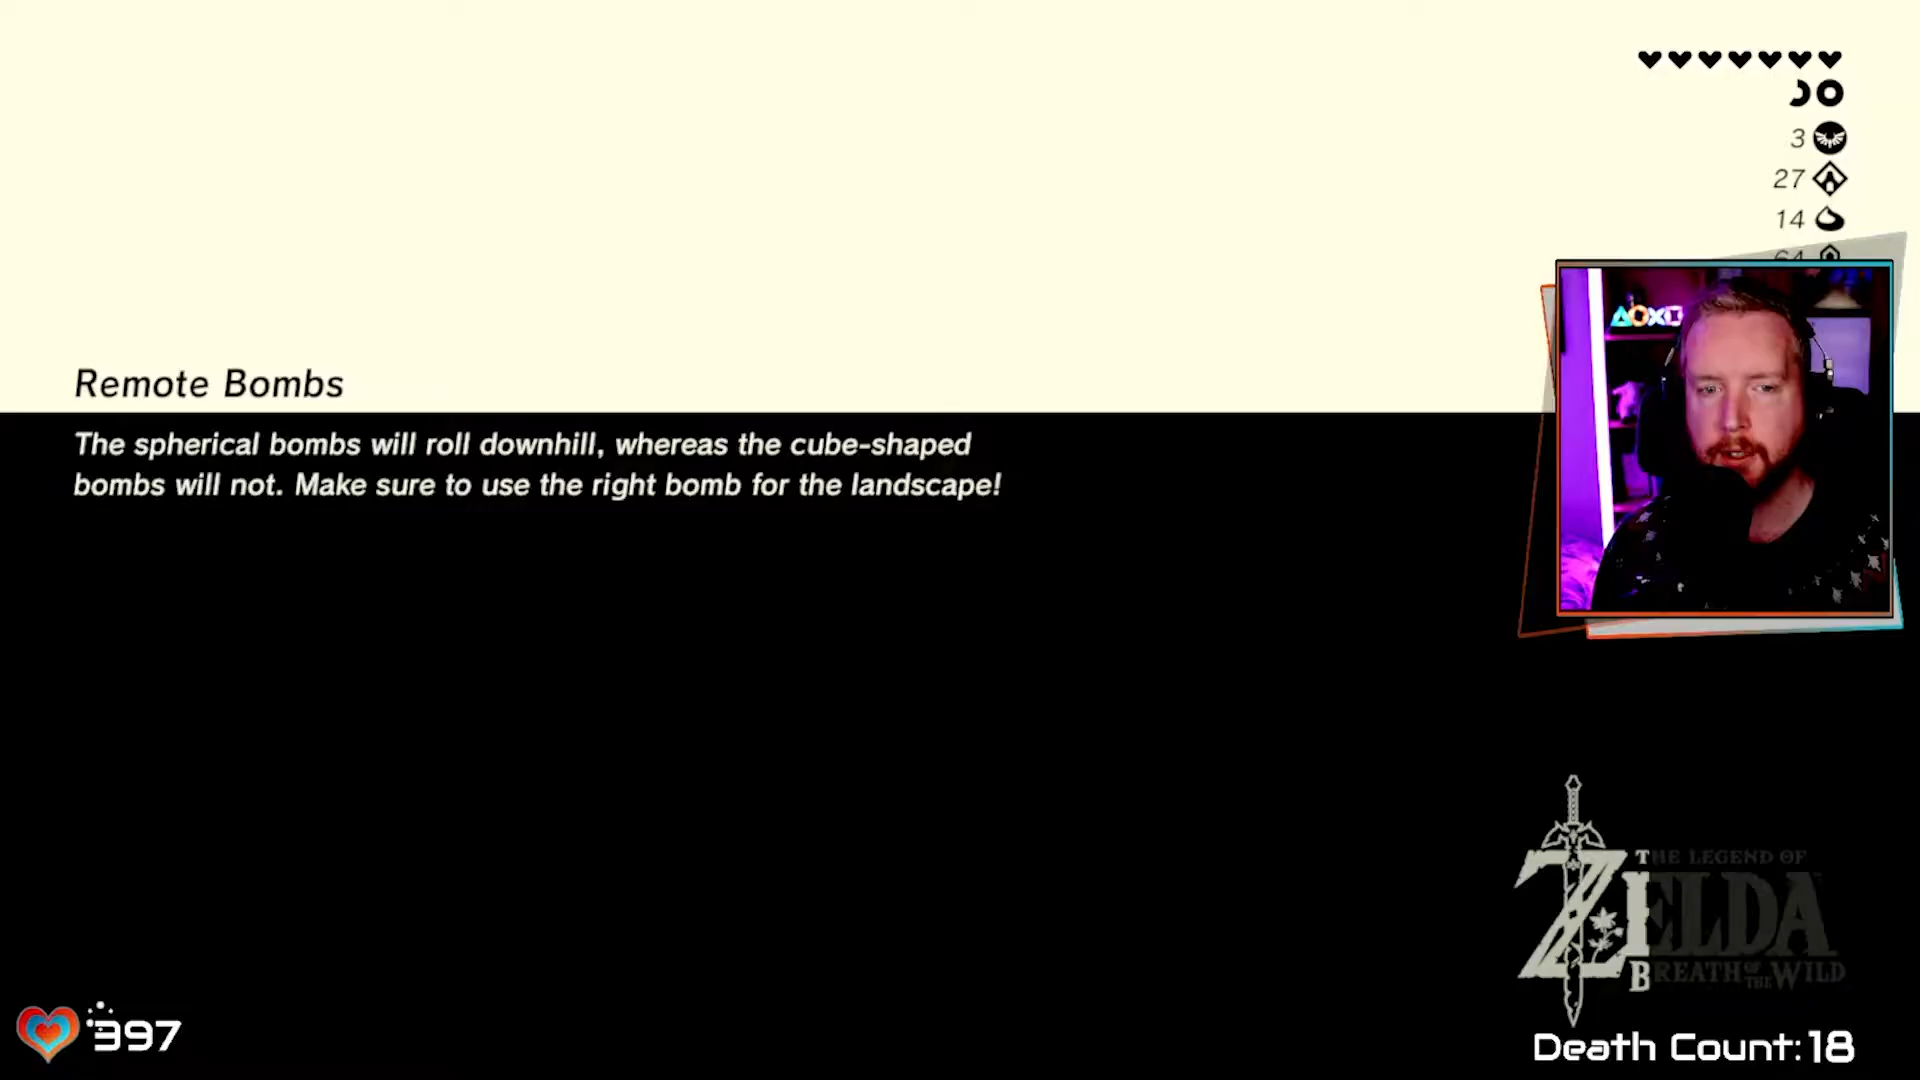 3
27
14
64
Remote Bombs
The spherical bombs will roll downhill, whereas the cube-shaped
bombs will not. Make sure to use the right bomb for the landscape!
THE LEGEND OF
ZELDA
BREATH OF THE WILD
397
Death Count: 18